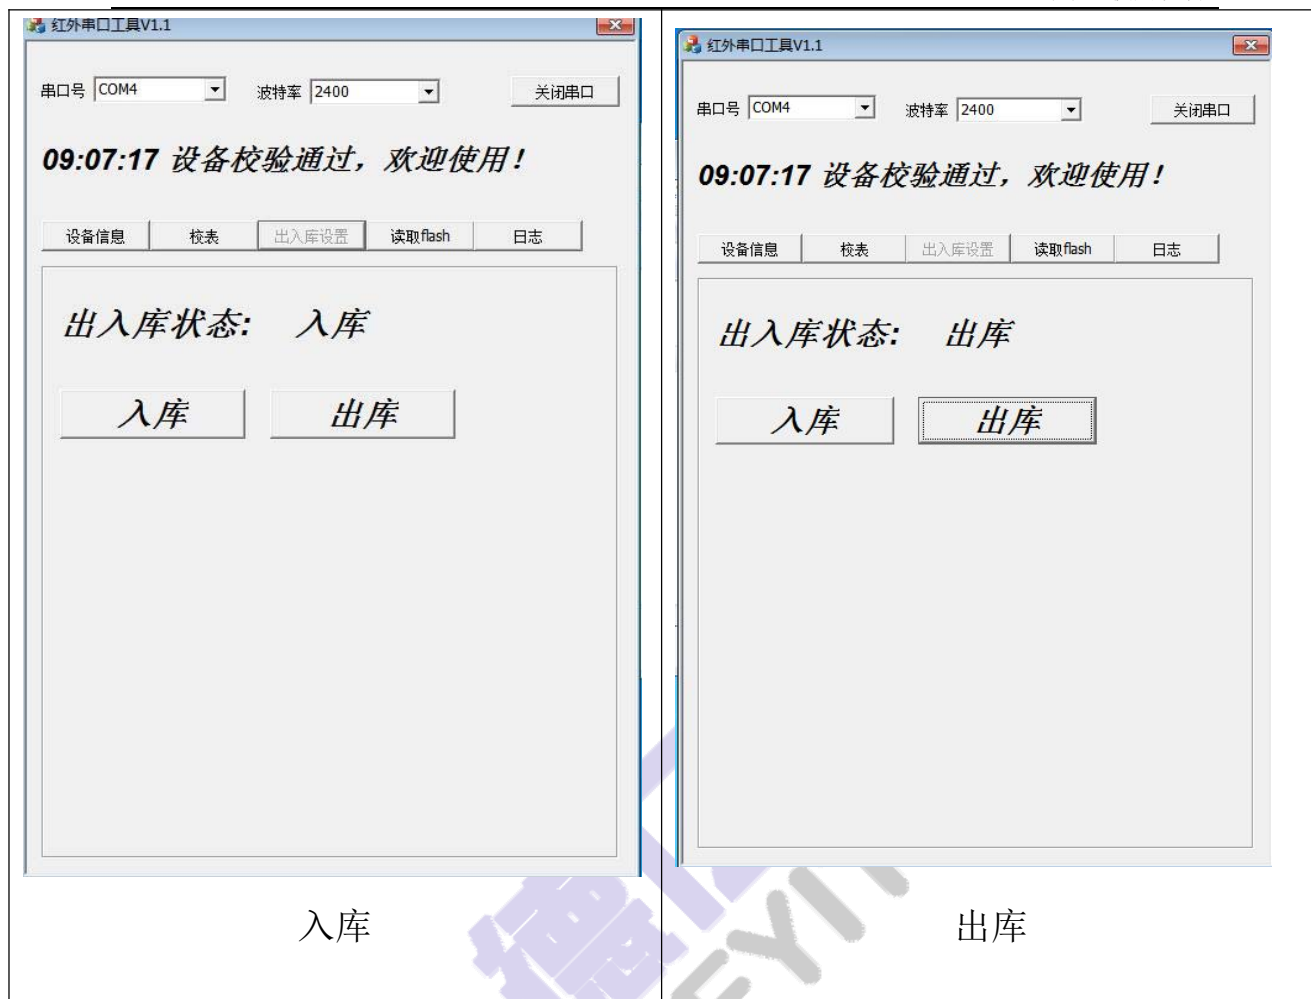 红外串口工具V1.1
串口号 COM4 波特率 2400 关闭串口
09:07:17 设备校验通过，欢迎使用！
设备信息 校表 出入库设置 读取flash 日志
出入库状态: 入库
入库 出库
入库
红外串口工具V1.1
串口号 COM4 波特率 2400 关闭串口
09:07:17 设备校验通过，欢迎使用！
设备信息 校表 出入库设置 读取flash 日志
出入库状态: 出库
入库 出库
出库
德
EYI